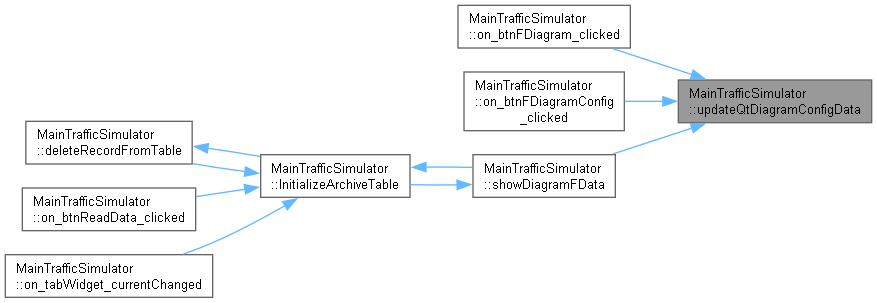 MainTrafficSimulator
::on_btnFDiagram_clicked
MainTrafficSimulator
::updateQtDiagramConfigData
MainTrafficSimulator
::on_btnFDiagramConfig
_clicked
MainTrafficSimulator
::deleteRecordFromTable
MainTrafficSimulator
::InitializeArchiveTable
MainTrafficSimulator
::showDiagramFData
MainTrafficSimulator
::on_btnReadData_clicked
MainTrafficSimulator
::on_tabWidget_currentChanged